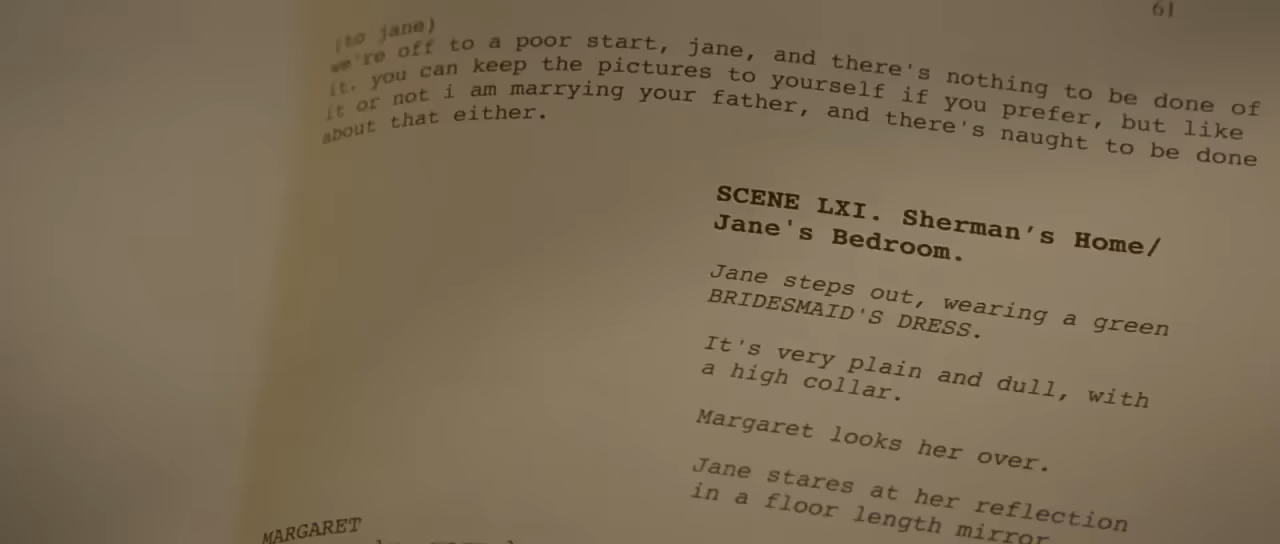 61
(to jane)
we're off to a poor start, jane, and there's nothing to be done of
it. you can keep the pictures to yourself if you prefer, but like
it or not i am marrying your father, and there's naught to be done
about that either.
SCENE LXI. Sherman's Home/
Jane's Bedroom.
Jane steps out, wearing a green
BRIDESMAID'S DRESS.
It's very plain and dull, with
a high collar.
Margaret looks her over.
Jane stares at her reflection
in a floor length mirror
MARGARET